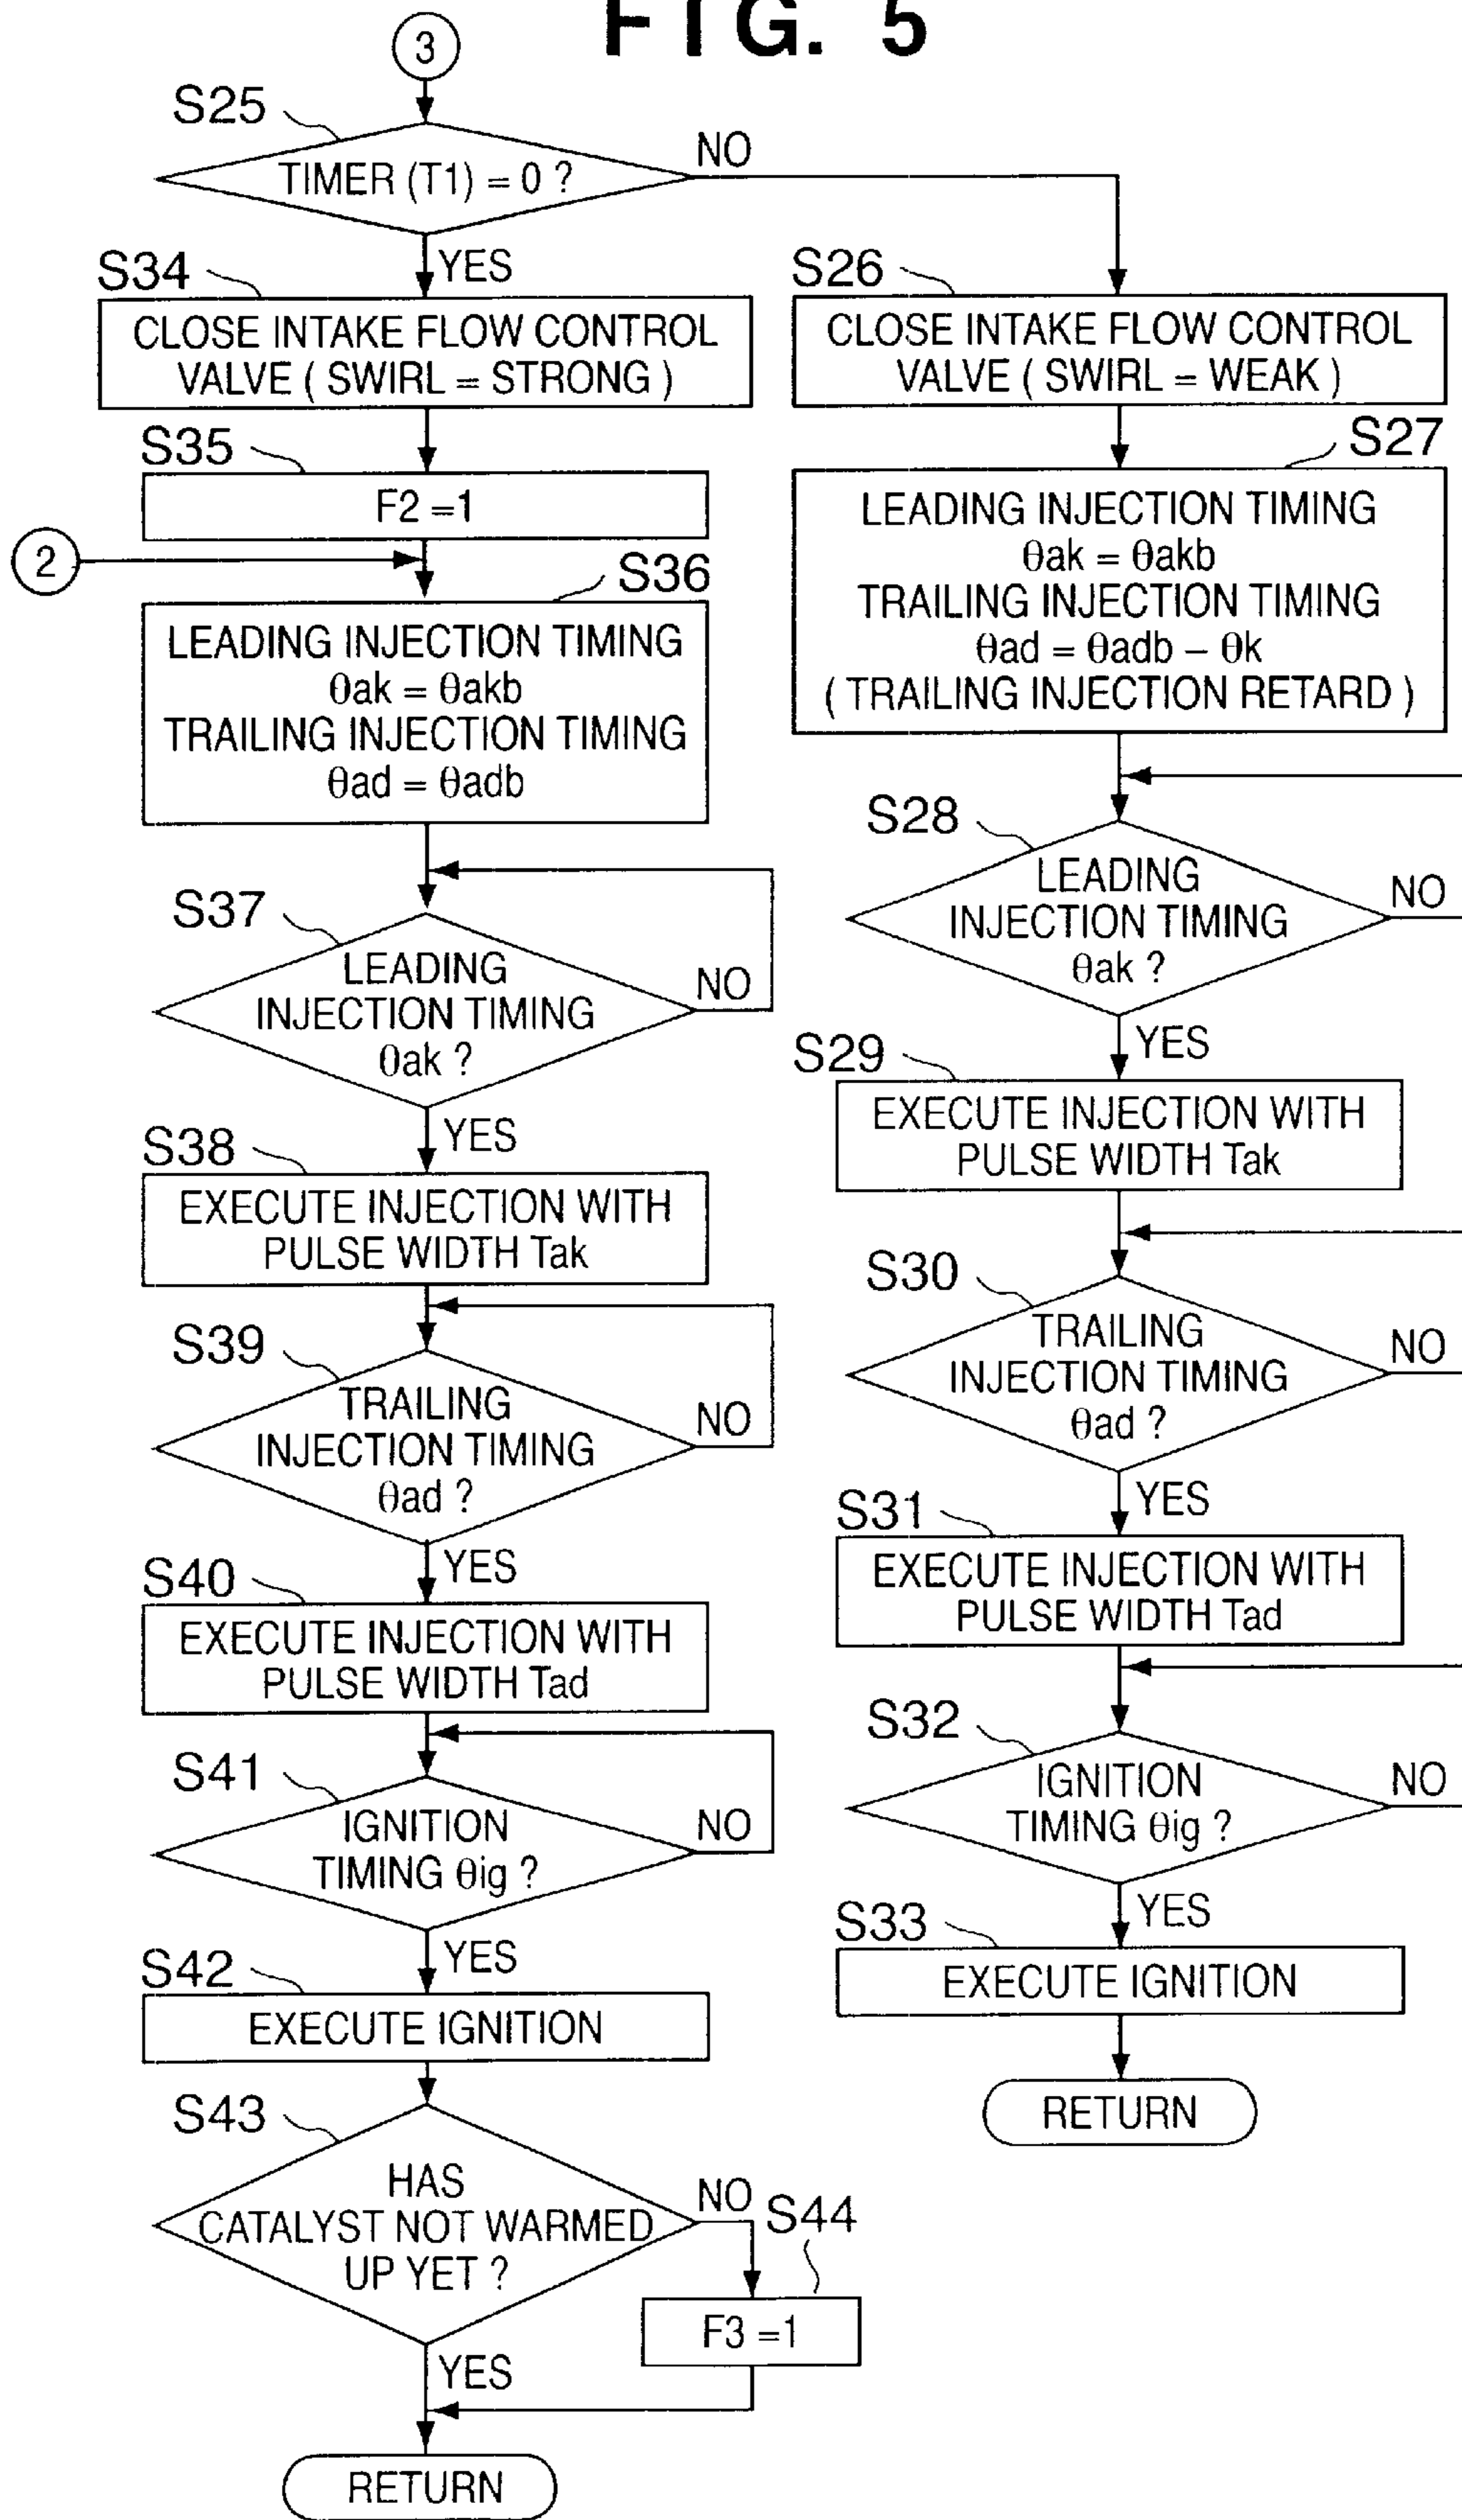 FIG. 5
3
S25
TIMER (T1) = 0 ?
NO
YES
S34
CLOSE INTAKE FLOW CONTROL
VALVE ( SWIRL = STRONG )
S35
F2 =1
2
S36
LEADING INJECTION TIMING
θak = θakb
TRAILING INJECTION TIMING
θad = θadb
S37
LEADING
INJECTION TIMING
θak ?
NO
YES
S38
EXECUTE INJECTION WITH
PULSE WIDTH Tak
S39
TRAILING
INJECTION TIMING
θad ?
NO
YES
S40
EXECUTE INJECTION WITH
PULSE WIDTH Tad
S41
IGNITION
TIMING θig ?
NO
YES
S42
EXECUTE IGNITION
S43
HAS
CATALYST NOT WARMED
UP YET ?
NO
S44
F3 =1
YES
RETURN
S26
CLOSE INTAKE FLOW CONTROL
VALVE ( SWIRL = WEAK )
S27
LEADING INJECTION TIMING
θak = θakb
TRAILING INJECTION TIMING
θad = θadb – θk
( TRAILING INJECTION RETARD )
S28
LEADING
INJECTION TIMING
θak ?
NO
YES
S29
EXECUTE INJECTION WITH
PULSE WIDTH Tak
S30
TRAILING
INJECTION TIMING
θad ?
NO
YES
S31
EXECUTE INJECTION WITH
PULSE WIDTH Tad
S32
IGNITION
TIMING θig ?
NO
YES
S33
EXECUTE IGNITION
RETURN